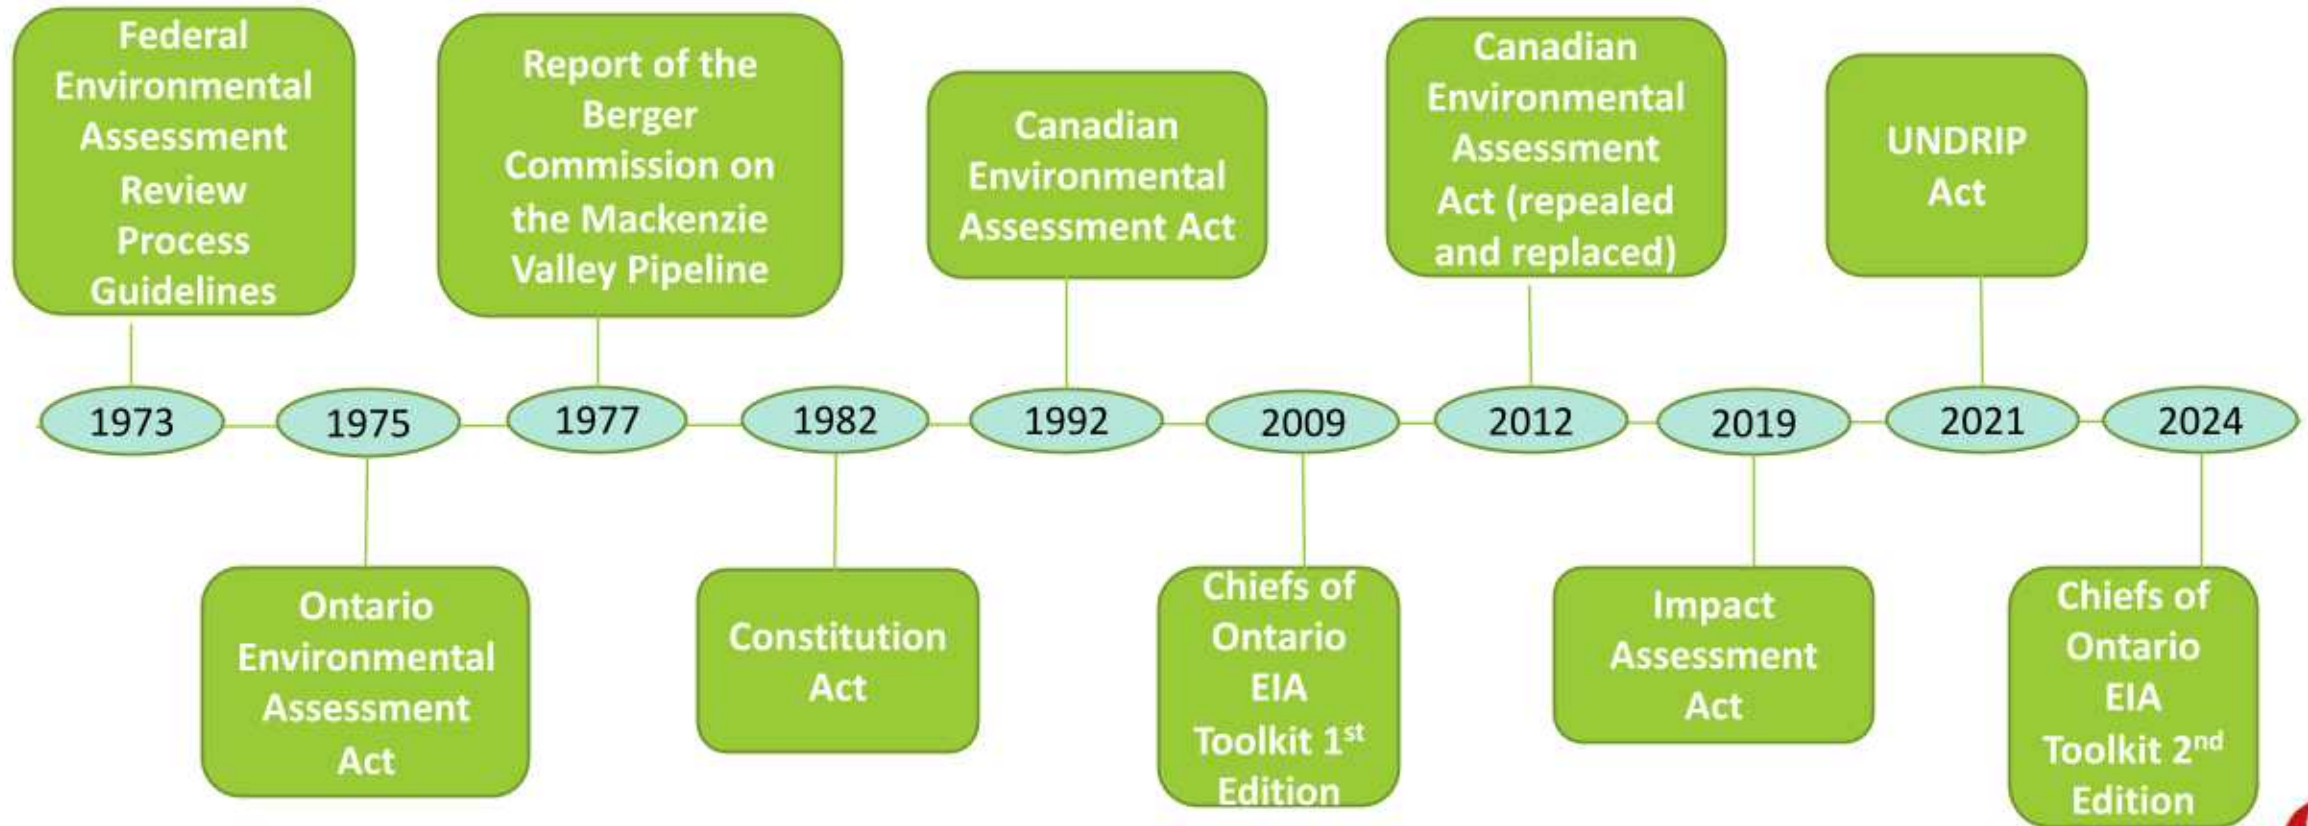 Federal
Environmental
Assessment
Review
Process
Guidelines
Report of the
Berger
Commission on
the Mackenzie
Valley Pipeline
Canadian
Environmental
Assessment Act
Canadian
Environmental
Assessment
Act (repealed
and replaced)
UNDRIP
Act
1973
1975
1977
1982
1992
2009
2012
2019
2021
2024
Ontario
Environmental
Assessment
Act
Constitution
Act
Chiefs of
Ontario
EIA
Toolkit 1st
Edition
Impact
Assessment
Act
Chiefs of
Ontario
EIA
Toolkit 2nd
Edition